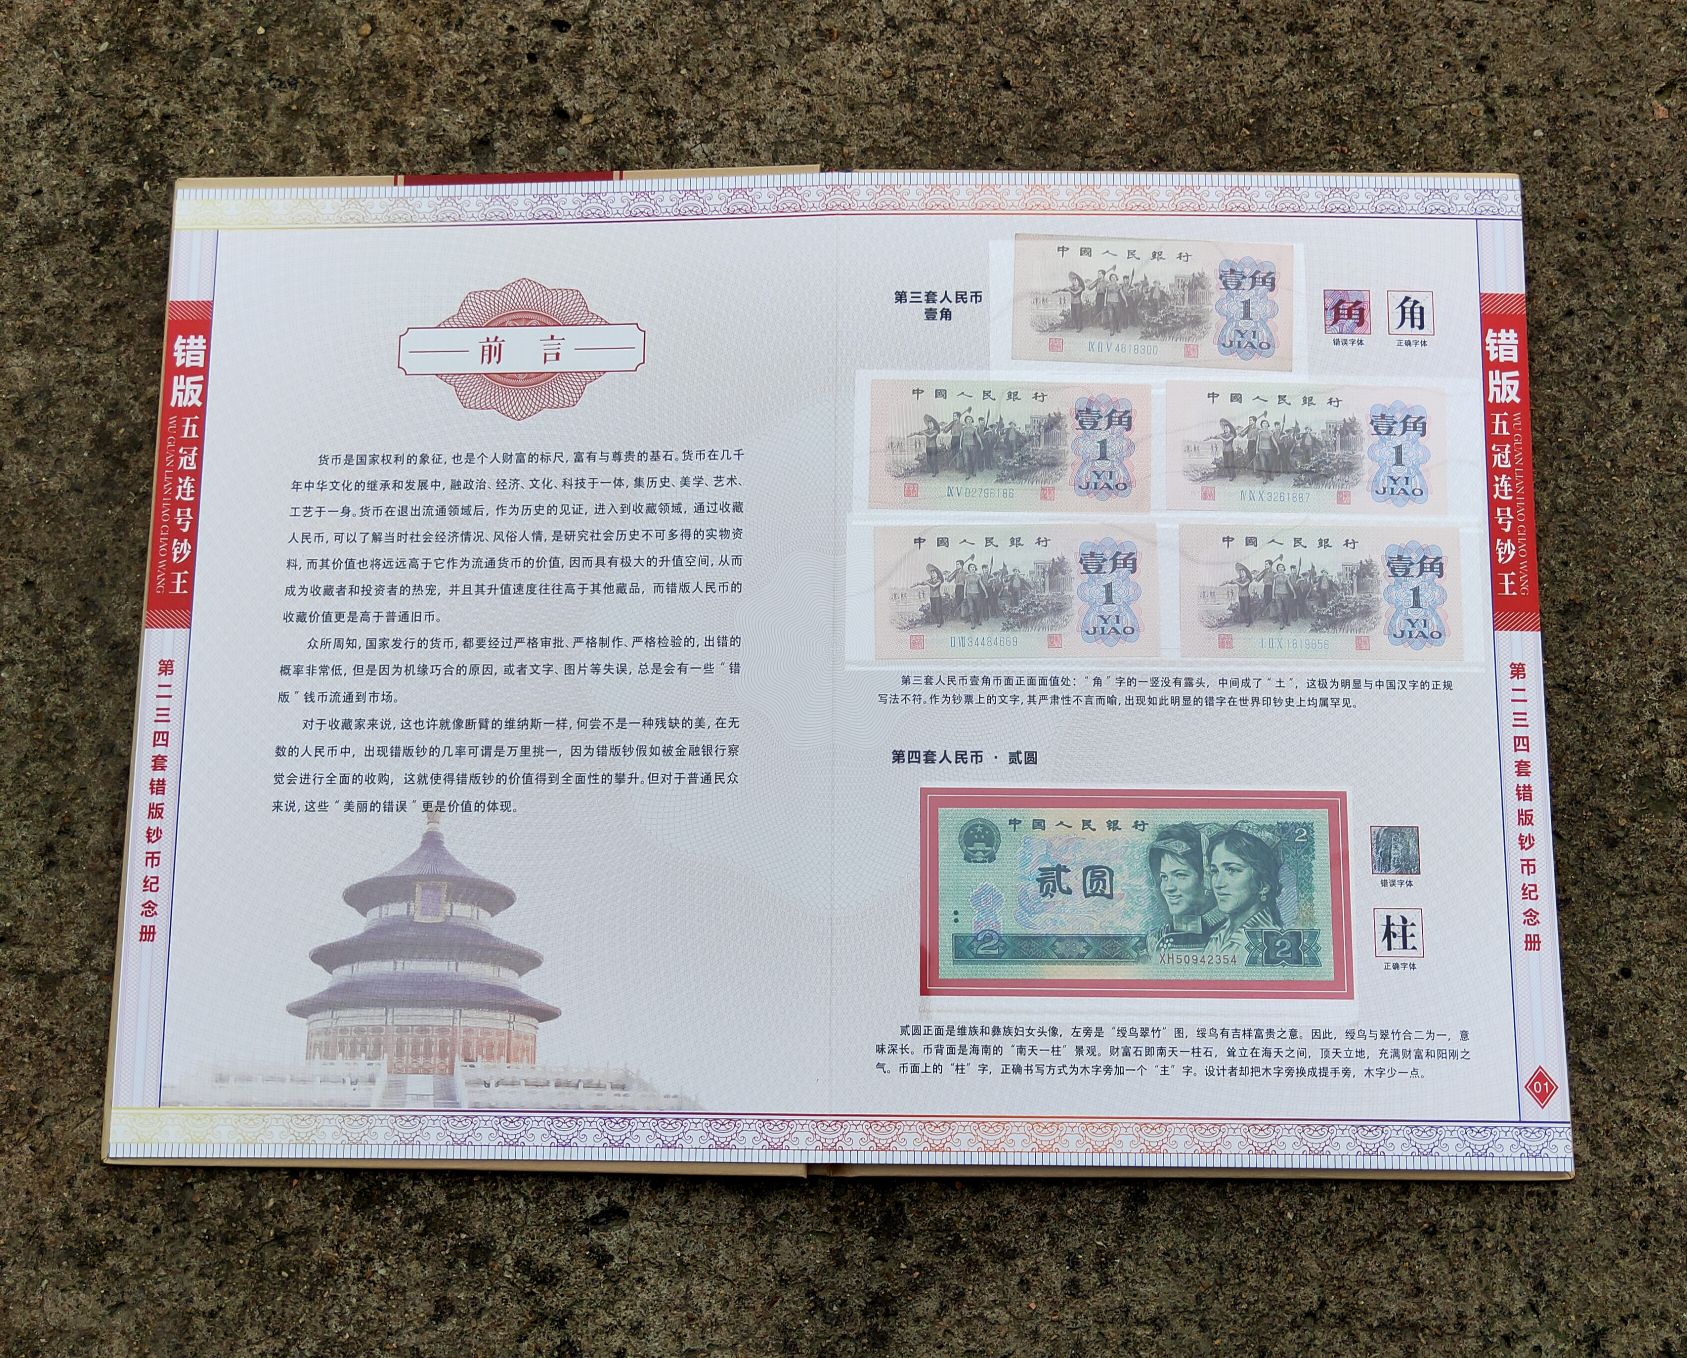 错版
五冠连号钞王
WU GUAN LIAN HAO CHAO WANG
第二三四套错版钞币纪念册
前言
货币是国家权利的象征,也是个人财富的标尺,富有与尊贵的基石。货币在几千
年中华文化的继承和发展中,融政治、经济、文化、科技于一体,集历史、美学、艺术、
工艺于一身。货币在退出流通领域后,作为历史的见证,进入到收藏领域,通过收藏
人民币,可以了解当时社会经济情况、风俗人情,是研究社会历史不可多得的实物资
料,而其价值也将远远高于它作为流通货币的价值,因而具有极大的升值空间,从而
成为收藏者和投资者的热宠,并且其升值速度往往高于其他藏品,而错版人民币的
收藏价值更是高于普通旧币。
众所周知,国家发行的货币,都要经过严格审批、严格制作、严格检验的,出错的
概率非常低,但是因为机缘巧合的原因,或者文字、图片等失误,总是会有一些“错
版”钱币流通到市场。
对于收藏家来说,这也许就像断臂的维纳斯一样,何尝不是一种残缺的美,在无
数的人民币中,出现错版钞的几率可谓是万里挑一,因为错版钞假如被金融银行察
觉会进行全面的收购,这就使得错版钞的价值得到全面性的攀升。但对于普通民众
来说,这些“美丽的错误”更是价值的体现。
第三套人民币
壹角
中國人民銀行
壹角
1
YI
JIAO
4818300
角
错误字体
角
正确字体
中國人民銀行
壹角
1
YI
JIAO
02796186
中國人民銀行
壹角
1
YI
JIAO
3261887
中國人民銀行
壹角
1
YI
JIAO
34484669
中國人民銀行
壹角
1
YI
JIAO
1819656
第三套人民币壹角币面正面面值处:“角”字的一竖没有露头,中间成了“土”,这极为明显与中国汉字的正规
写法不符。作为钞票上的文字,其严肃性不言而喻,出现如此明显的错字在世界印钞史上均属罕见。
第四套人民币·贰圆
中国人民银行
2
贰圆
2
XH50942354
2
错误字体
柱
正确字体
贰圆正面是维族和彝族妇女头像,左旁是“绶鸟翠竹”图,绶鸟有吉样富贵之意。因此,绶鸟与翠竹合二为一,意
味深长。币背面是海南的“南天一柱”景观。财富石即南天一柱石,耸立在海天之间,顶天立地,充满财富和阳刚之
气。币面上的“柱”字,正确书写方式为木字旁加一个“主”字。设计者却把木字旁换成提手旁,木字少一点。
错版
五冠连号钞王
WU GUAN LIAN HAO CHAO WANG
第二三四套错版钞币纪念册
01